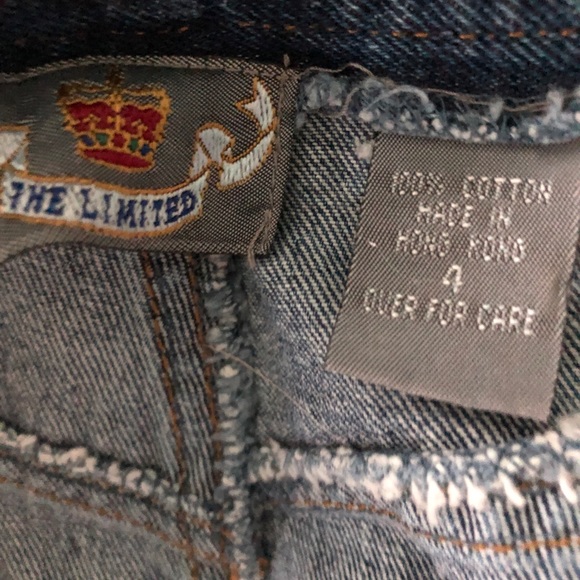 THE LIMITED
100% COTTON
MADE IN
HONG KONG
4
OVER FOR CARE